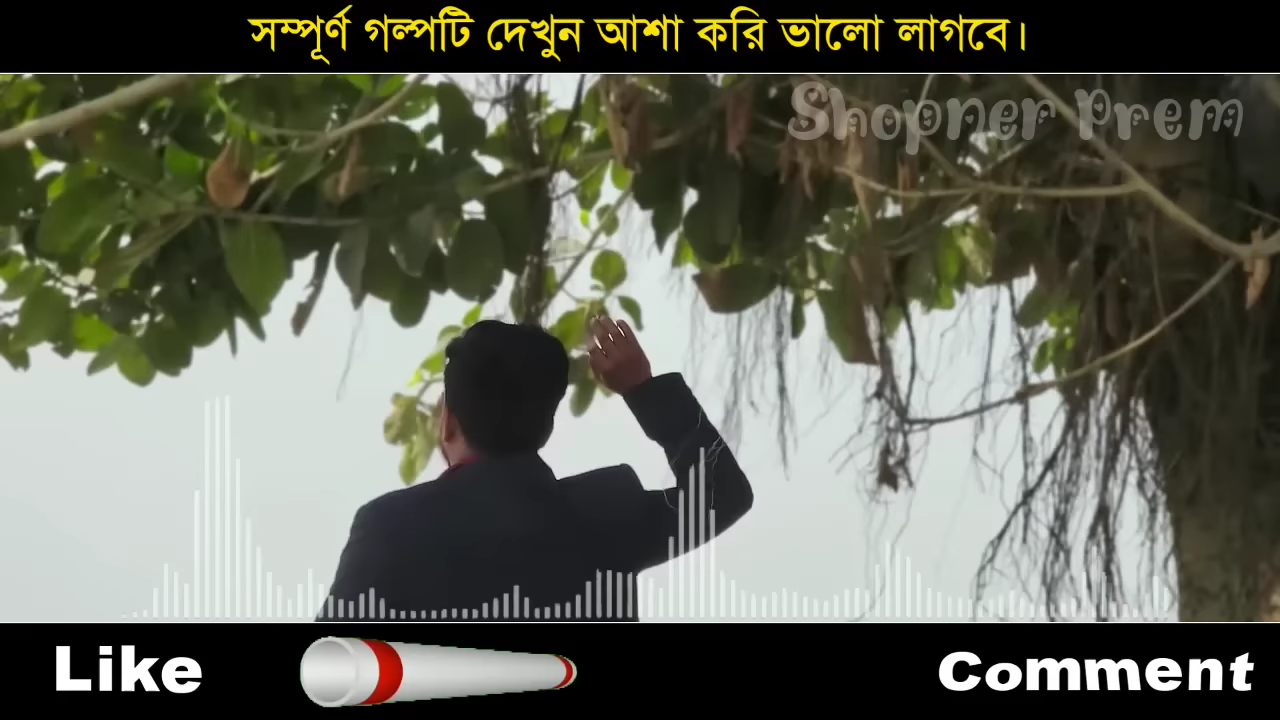 সম্পূর্ণ গল্পটি দেখুন আশা করি ভালো লাগবে।
Shopner Prem
Like
Comment